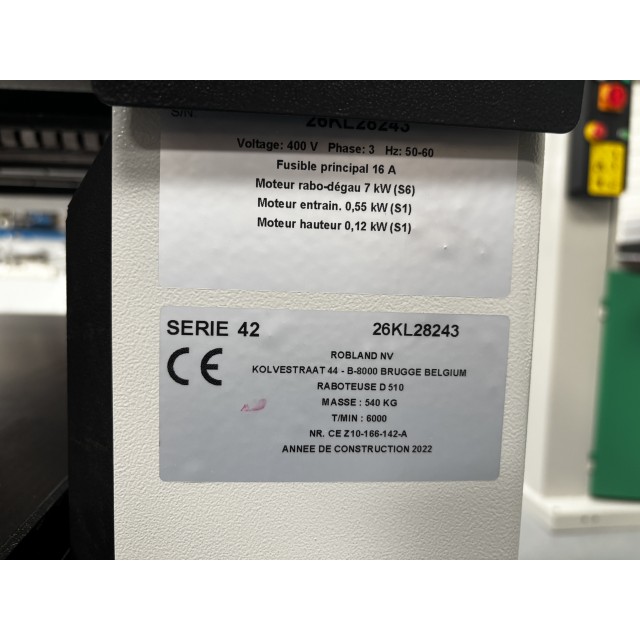 S/N
26KL28243
Voltage: 400 V Phase: 3 Hz: 50-60
Fusible principal 16 A
Moteur rabo-dégau 7 kW (S6)
Moteur entrain. 0,55 kW (S1)
Moteur hauteur 0,12 kW (S1)
SERIE 42 26KL28243
CE
ROBLAND NV
KOLVESTRAAT 44 - B-8000 BRUGGE BELGIUM
RABOTEUSE D 510
MASSE : 540 KG
T/MIN : 6000
NR. CE Z10-166-142-A
ANNEE DE CONSTRUCTION 2022